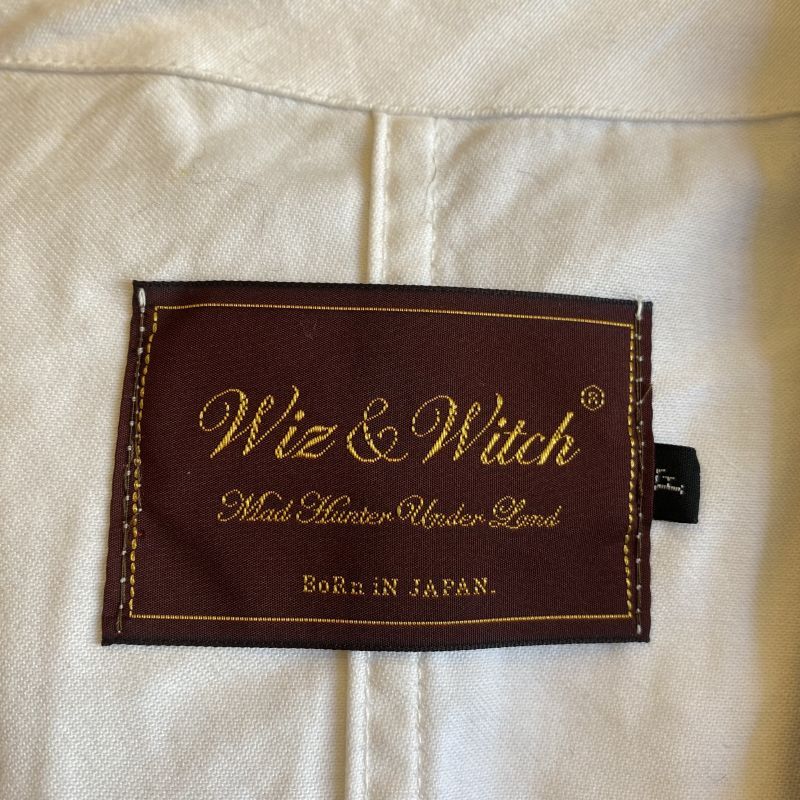 Wiz & Witch ®
Mad Hunter Under Land
BoRn iN JAPAN.
F